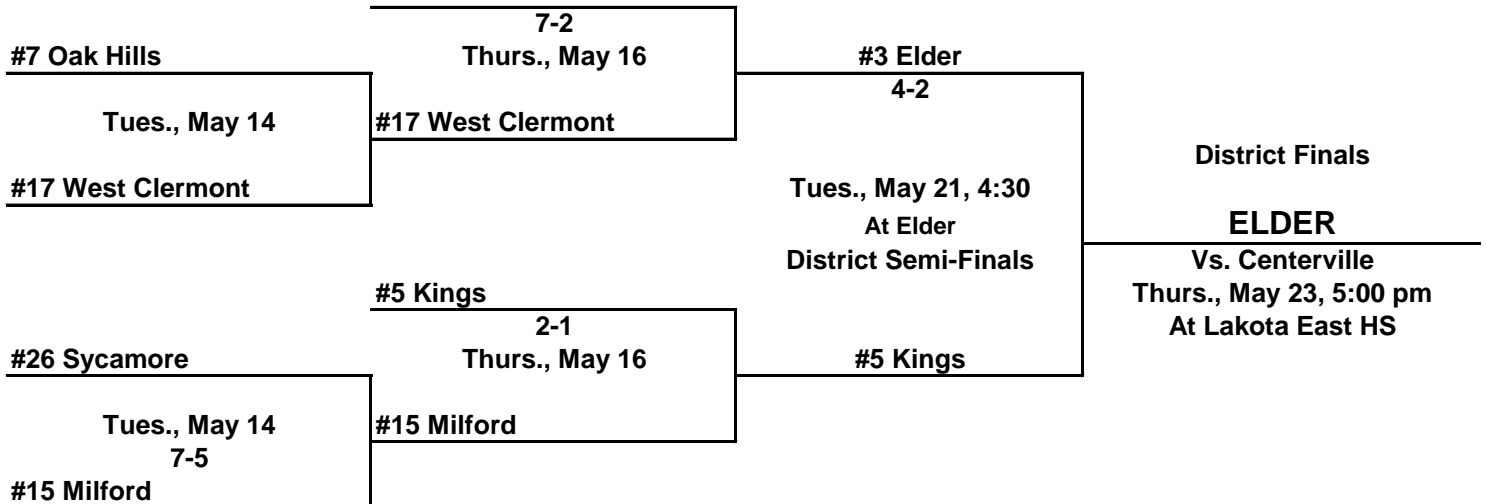 7-2
#7 Oak Hills
Thurs., May 16
#3 Elder
4-2
Tues., May 14
#17 West Clermont
District Finals
#17 West Clermont
Tues., May 21, 4:30
At Elder
ELDER
District Semi-Finals
Vs. Centerville
#5 Kings
Thurs., May 23, 5:00 pm
2-1
At Lakota East HS
#26 Sycamore
Thurs., May 16
#5 Kings
Tues., May 14
#15 Milford
7-5
#15 Milford